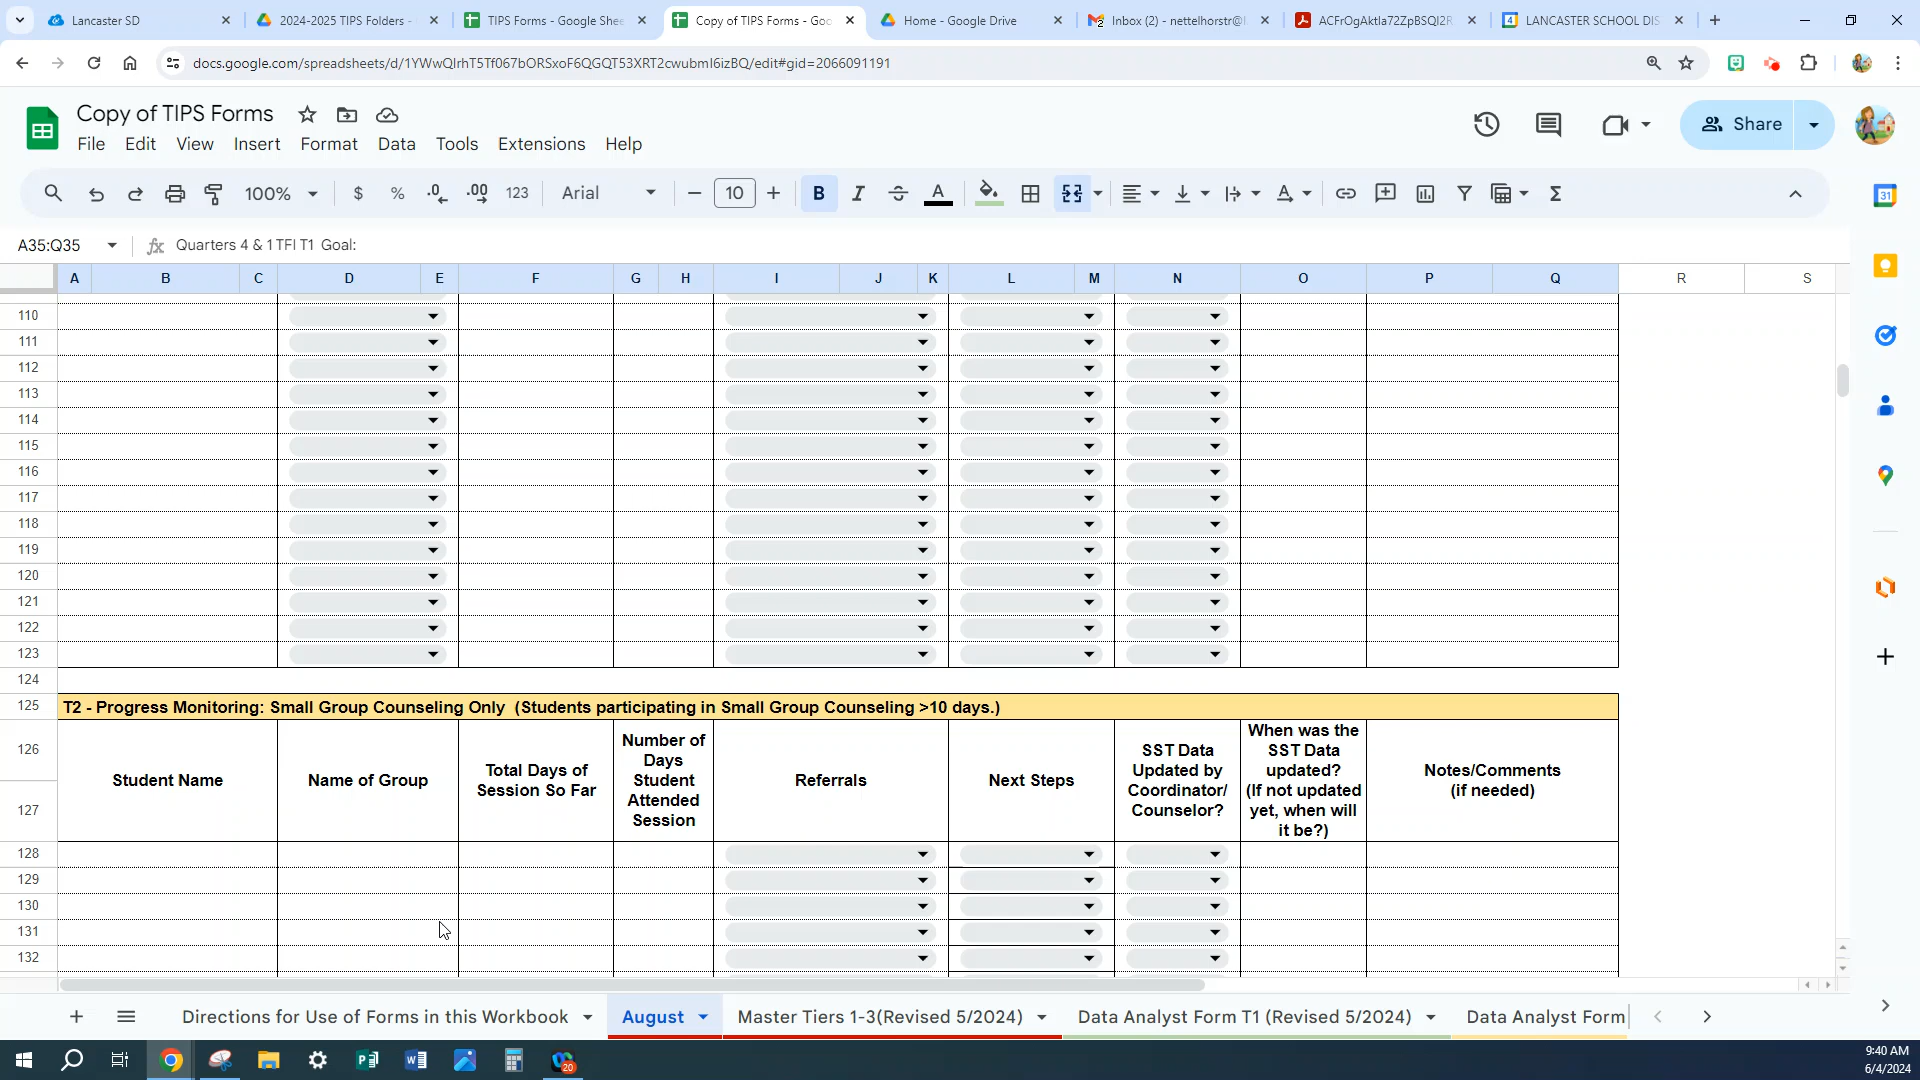 Lancaster SD
2024-2025 TIPS Folders -
TIPS Forms - Google Shee
Copy of TIPS Forms - Goo
Home - Google Drive
Inbox (2) - nettelhorstr@l
ACFrOgAktla72ZpBSQl2R
LANCASTER SCHOOL DIS
docs.google.com/spreadsheets/d/1YWwQlrhT5Tf067bORSxoF6QGQT53XRT2cwubmI6izBQ/edit#gid=2066091191
Copy of TIPS Forms
File Edit View Insert Format Data Tools Extensions Help
Share
100% $ % .0 .00 123 Arial 10 B I A
A35:Q35
Quarters 4 & 1 TFI T1 Goal:
A B C D E F G H I J K L M N O P Q R S
110
111
112
113
114
115
116
117
118
119
120
121
122
123
124
125 T2 - Progress Monitoring: Small Group Counseling Only (Students participating in Small Group Counseling >10 days.)
126
127
Student Name
Name of Group
Total Days of
Session So Far
Number of
Days
Student
Attended
Session
Referrals
Next Steps
SST Data
Updated by
Coordinator/
Counselor?
When was the
SST Data
updated?
(If not updated
yet, when will
it be?)
Notes/Comments
(if needed)
128
129
130
131
132
Directions for Use of Forms in this Workbook
August
Master Tiers 1-3(Revised 5/2024)
Data Analyst Form T1 (Revised 5/2024)
Data Analyst Form
31
20
9:40 AM
6/4/2024